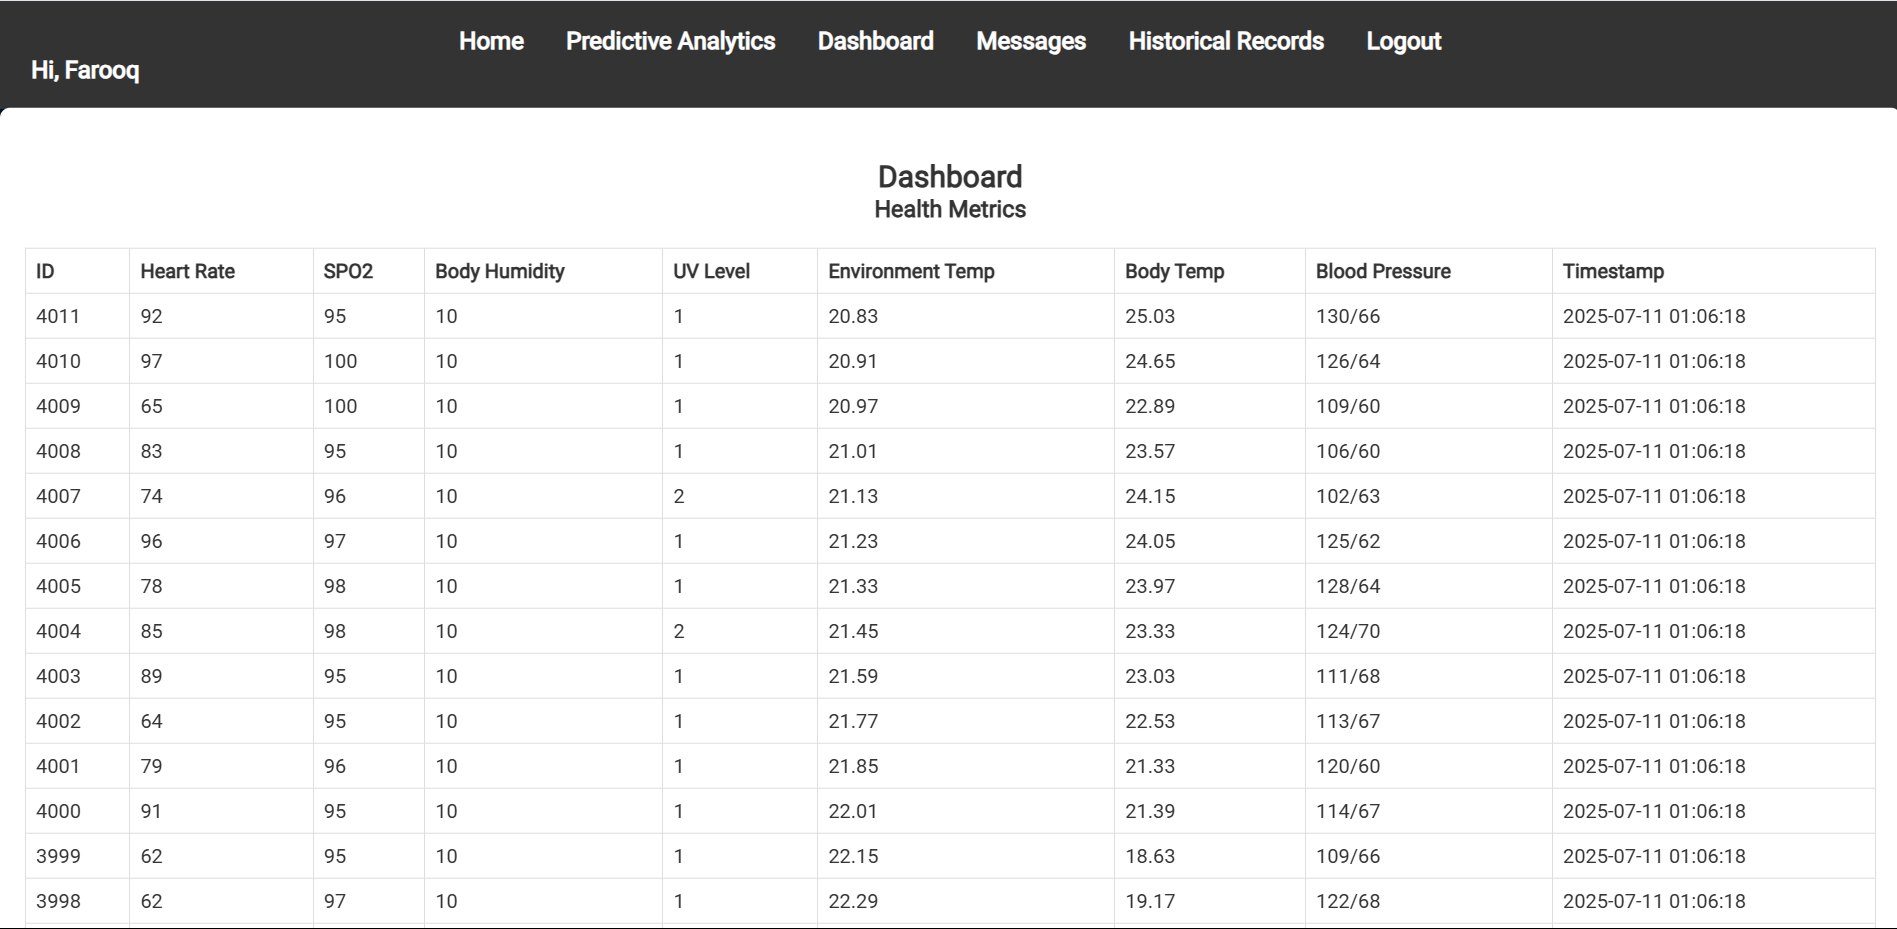 Home Predictive Analytics Dashboard Messages Historical Records Logout
Hi, Farooq
Dashboard
Health Metrics
ID Heart Rate SPO2 Body Humidity UV Level Environment Temp Body Temp Blood Pressure Timestamp
4011 92 95 10 1 20.83 25.03 130/66 2025-07-11 01:06:18
4010 97 100 10 1 20.91 24.65 126/64 2025-07-11 01:06:18
4009 65 100 10 1 20.97 22.89 109/60 2025-07-11 01:06:18
4008 83 95 10 1 21.01 23.57 106/60 2025-07-11 01:06:18
4007 74 96 10 2 21.13 24.15 102/63 2025-07-11 01:06:18
4006 96 97 10 1 21.23 24.05 125/62 2025-07-11 01:06:18
4005 78 98 10 1 21.33 23.97 128/64 2025-07-11 01:06:18
4004 85 98 10 2 21.45 23.33 124/70 2025-07-11 01:06:18
4003 89 95 10 1 21.59 23.03 111/68 2025-07-11 01:06:18
4002 64 95 10 1 21.77 22.53 113/67 2025-07-11 01:06:18
4001 79 96 10 1 21.85 21.33 120/60 2025-07-11 01:06:18
4000 91 95 10 1 22.01 21.39 114/67 2025-07-11 01:06:18
3999 62 95 10 1 22.15 18.63 109/66 2025-07-11 01:06:18
3998 62 97 10 1 22.29 19.17 122/68 2025-07-11 01:06:18